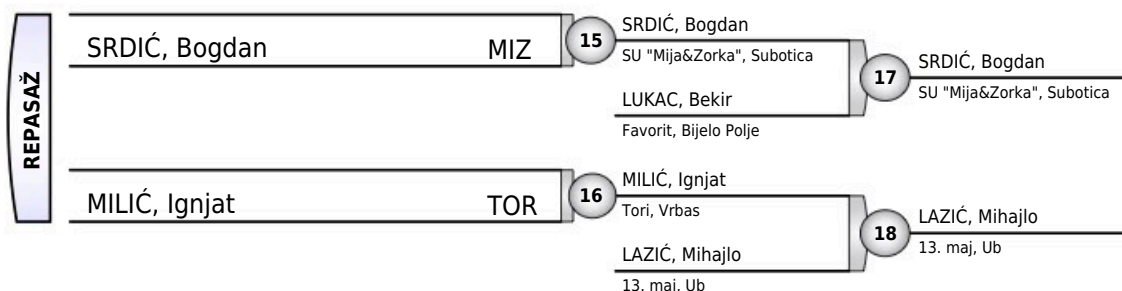 REPASAŽ
SRDIĆ, Bogdan MIZ
15
SRDIĆ, Bogdan
SU "Mija&Zorka", Subotica
LUKAC, Bekir
Favorit, Bijelo Polje
17
SRDIĆ, Bogdan
SU "Mija&Zorka", Subotica
MILIĆ, Ignjat TOR
16
MILIĆ, Ignjat
Tori, Vrbas
LAZIĆ, Mihajlo
13. maj, Ub
18
LAZIĆ, Mihajlo
13. maj, Ub